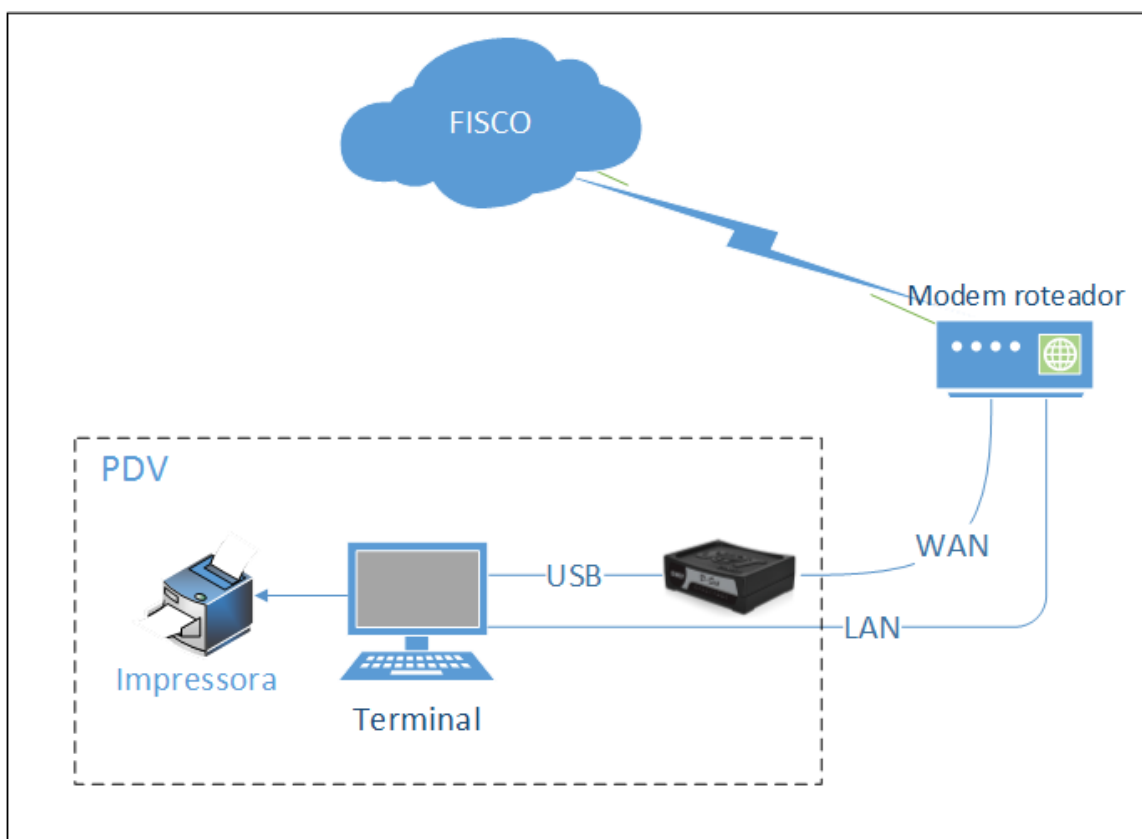 FISCO
Modem roteador
PDV
USB
WAN
LAN
Impressora
Terminal